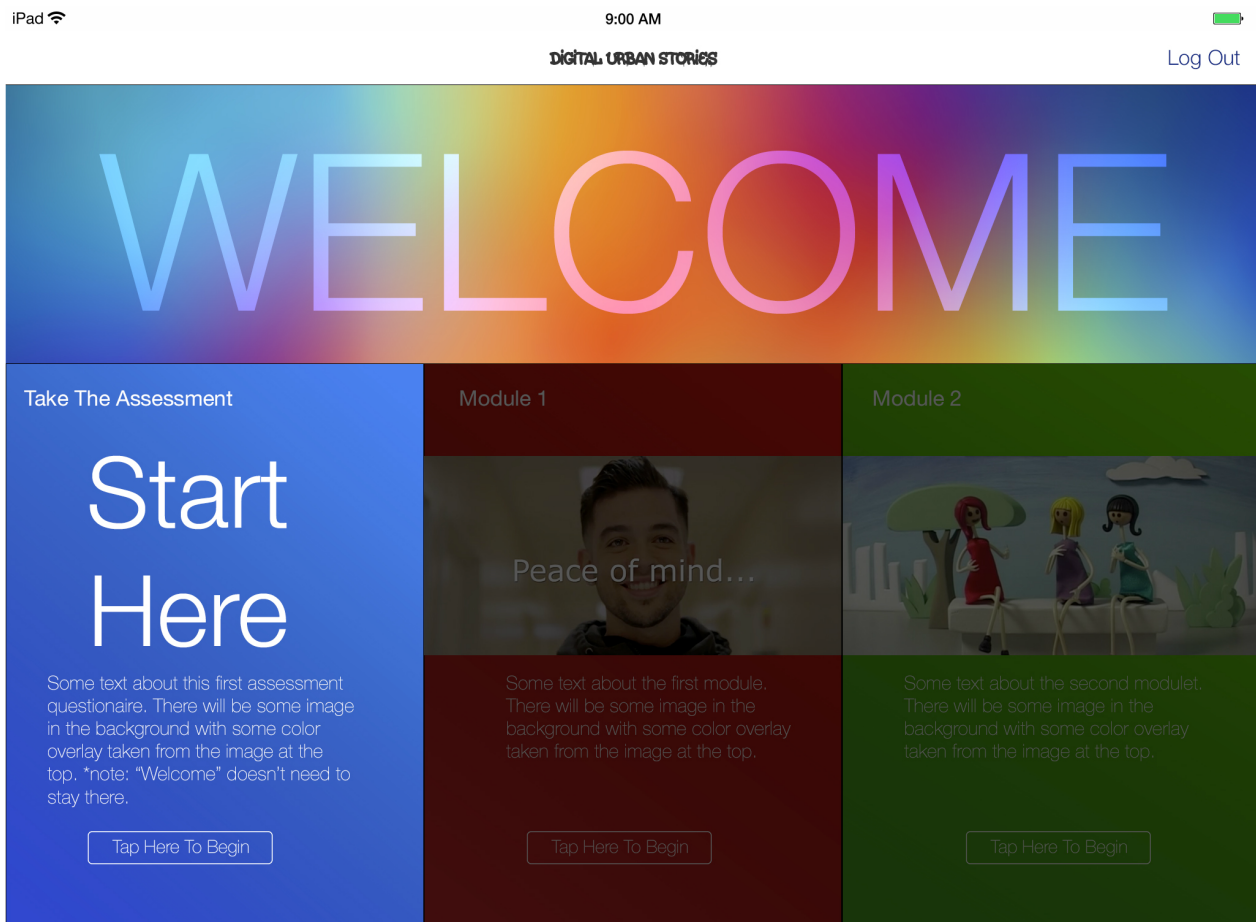 iPad
9:00 AM
DiGiTAL URBAN STORiES
Log Out
WELCOME
Take The Assessment
Start
Here
Some text about this first assessment
questionaire. There will be some image
in the background with some color
overlay taken from the image at the
top. *note: “Welcome” doesn’t need to
stay there.
Tap Here To Begin
Module 1
Peace of mind...
Some text about the first module.
There will be some image in the
background with some color overlay
taken from the image at the top.
Tap Here To Begin
Module 2
Some text about the second modulet.
There will be some image in the
background with some color overlay
taken from the image at the top.
Tap Here To Begin